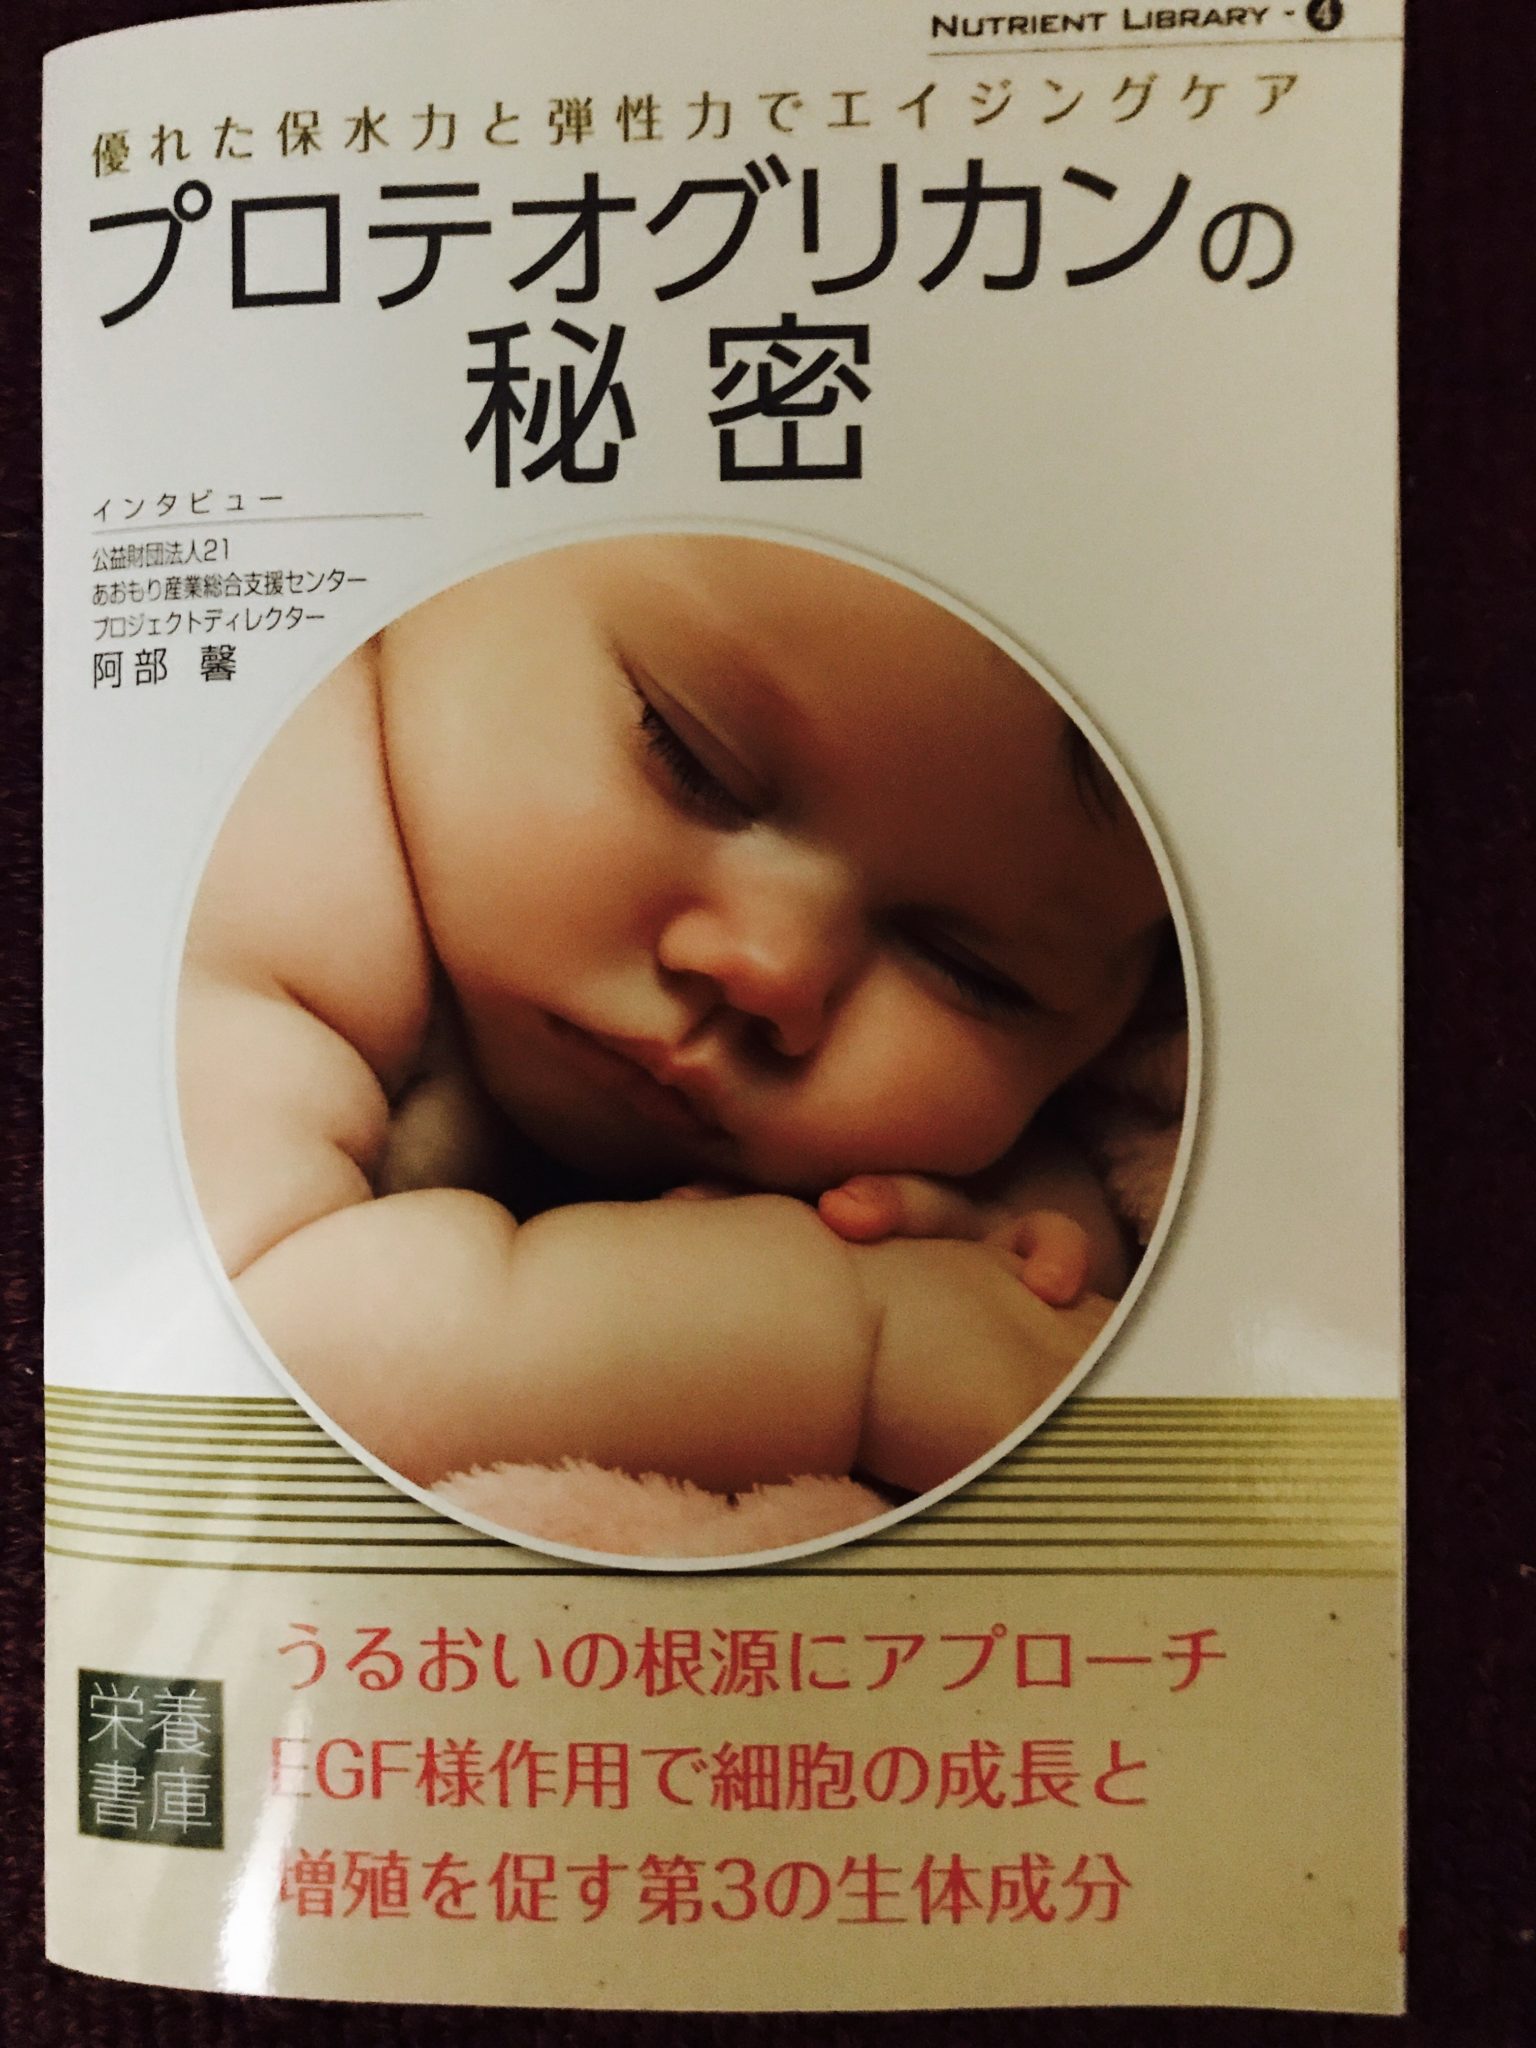 NUTRIENT LIBRARY - 4
優れた保水力と弾性力でエイジングケア
プロテオグリカンの
秘密
インタビュー
公益財団法人21
あおもり産業総合支援センター
プロジェクトディレクター
阿部 馨
うるおいの根源にアプローチ
EGF様作用で細胞の成長と
増殖を促す第3の生体成分
栄養
書庫